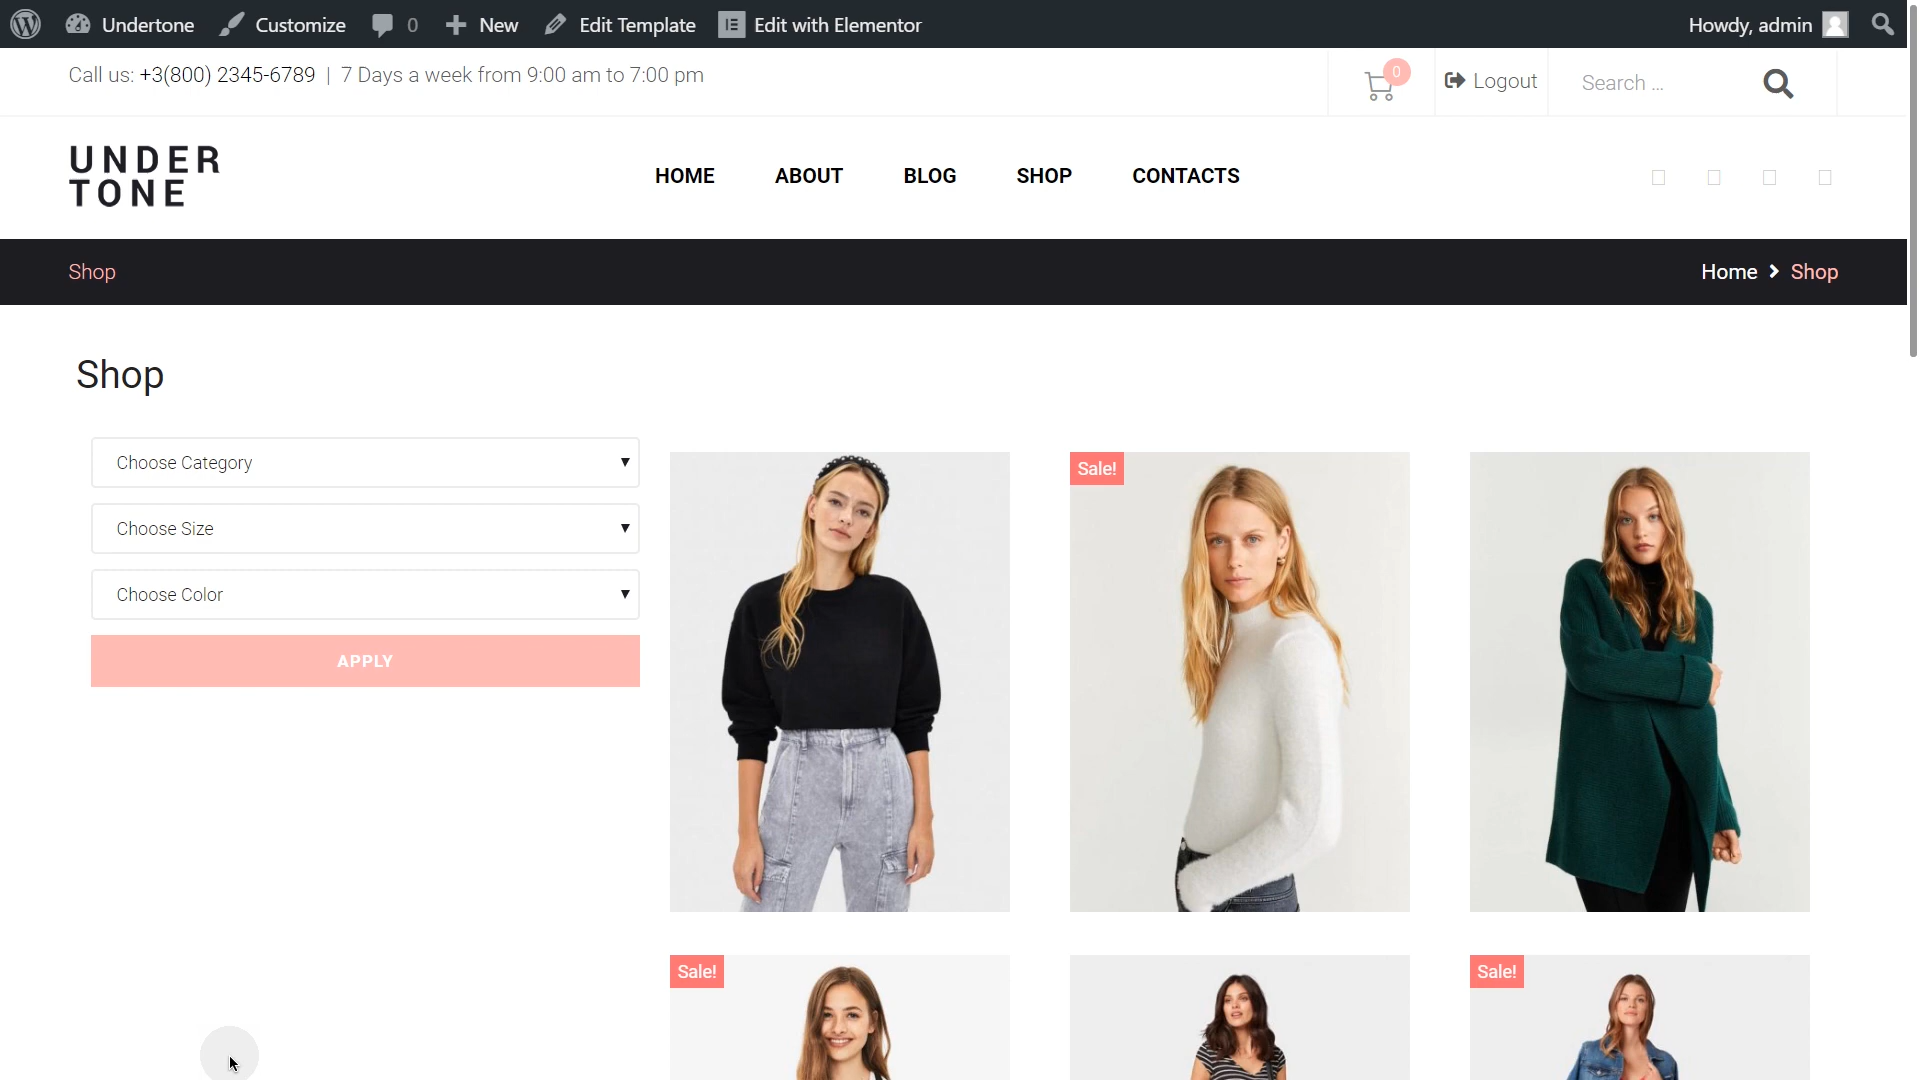 Undertone Customize 0 New Edit Template Edit with Elementor Howdy, admin
Call us: +3(800) 2345-6789 | 7 Days a week from 9:00 am to 7:00 pm
0
Logout
Search ...
UNDER
TONE
HOME ABOUT BLOG SHOP CONTACTS
Shop
Home Shop
Shop
Choose Category
Choose Size
Choose Color
APPLY
Sale!
Sale!
Sale!